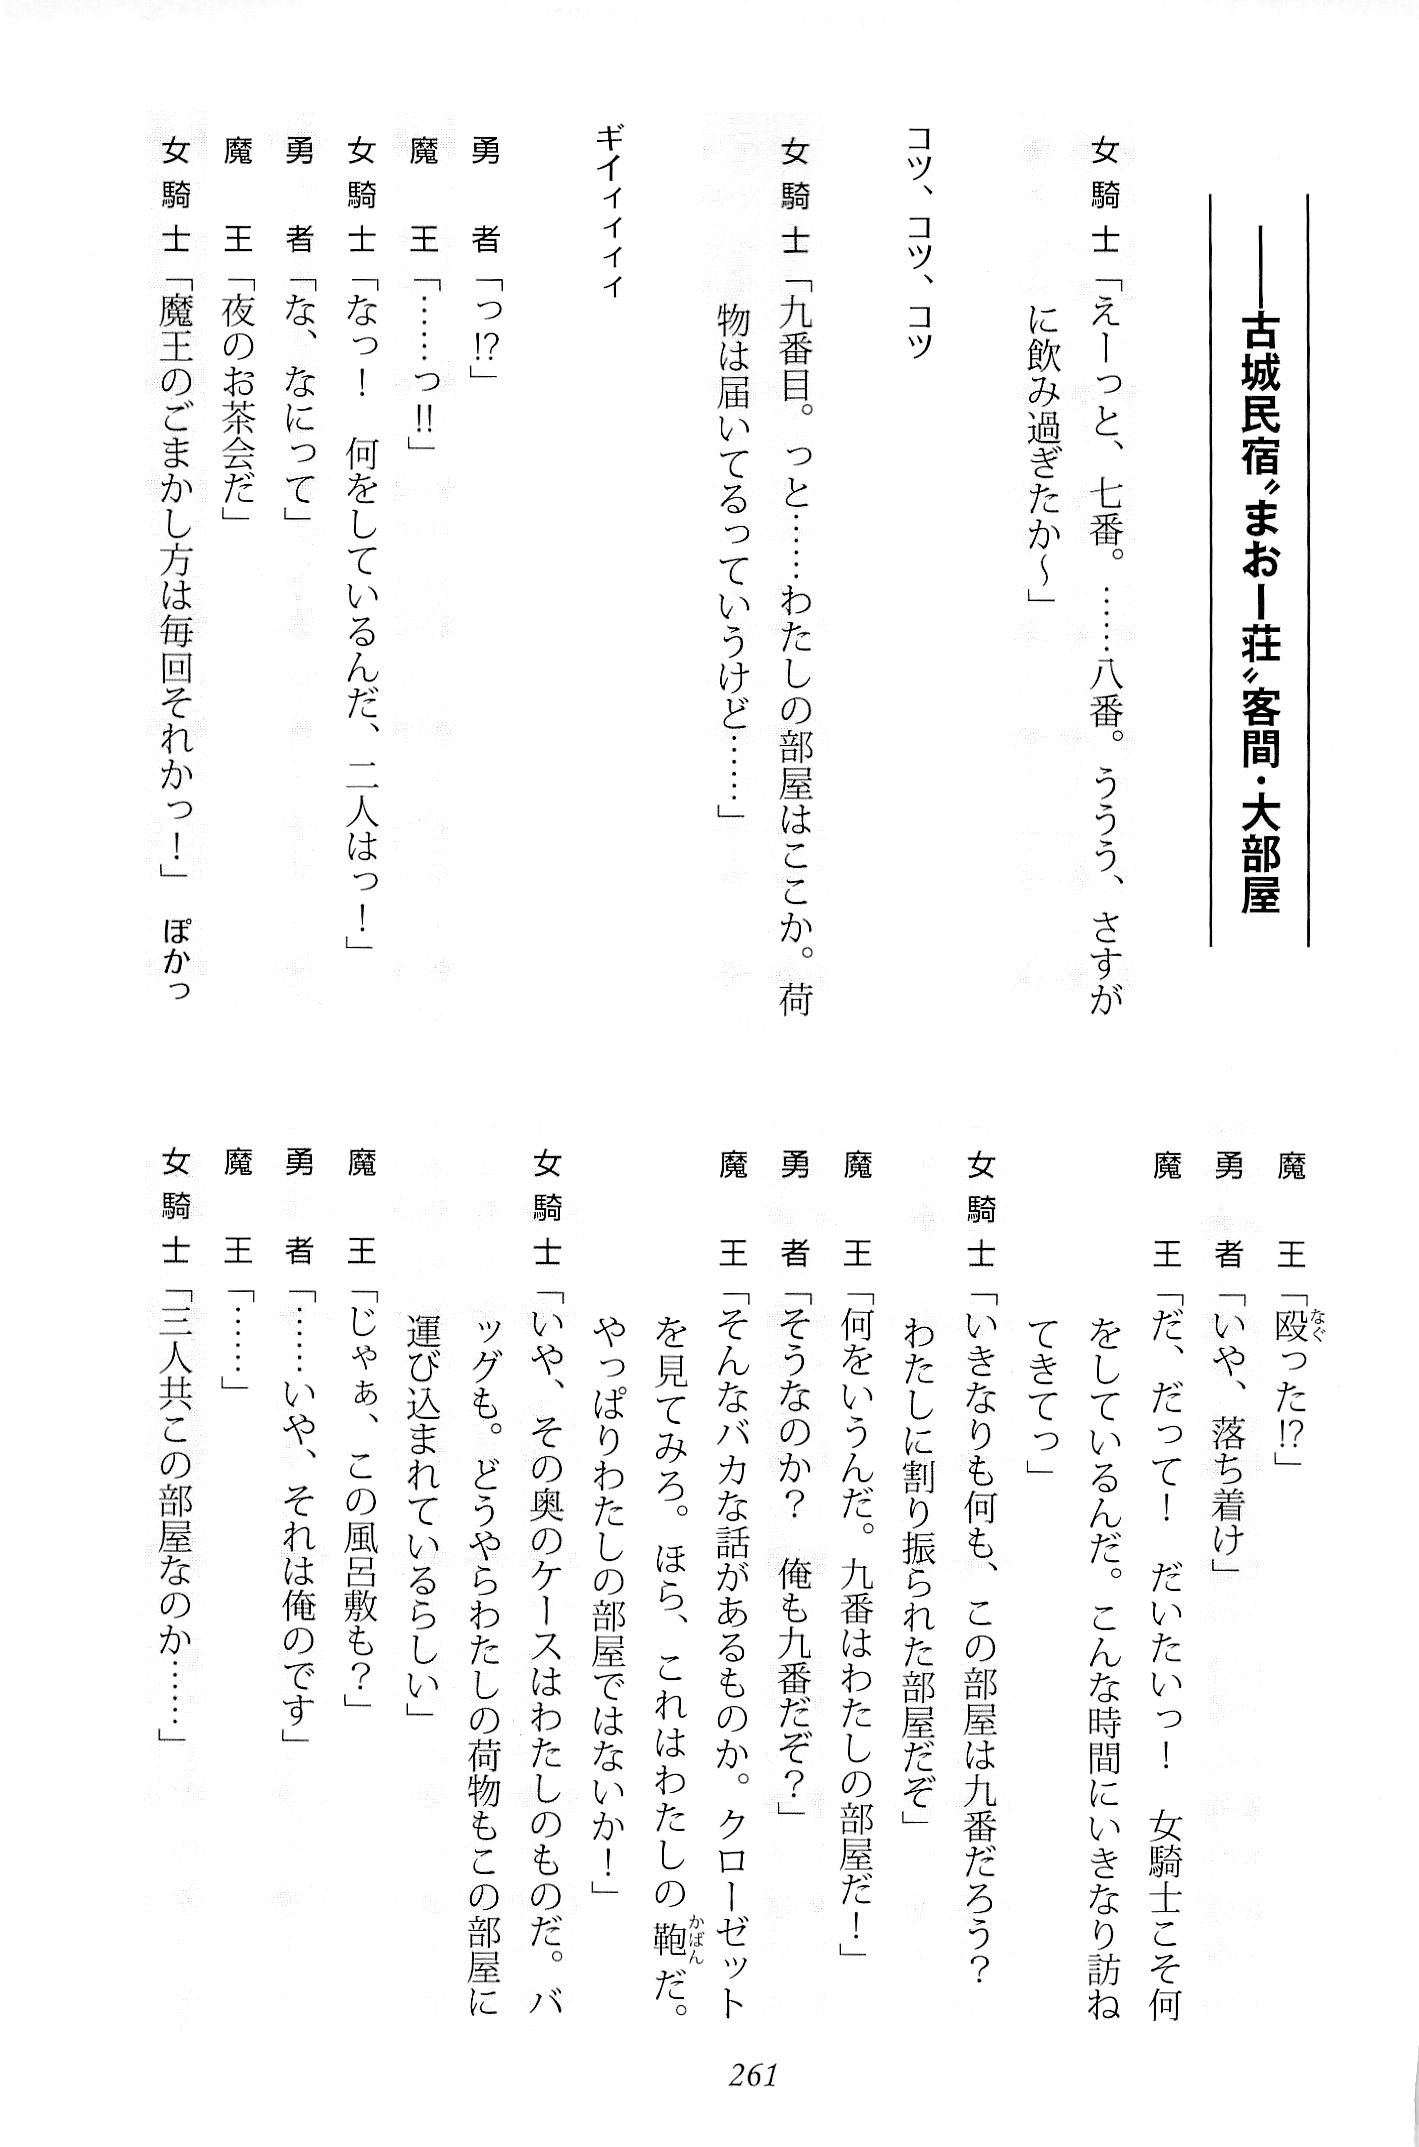 ――古城民宿〝まおー荘〟客間・大部屋
女騎士「えーっと、七番。……八番。ううう、さすが
に飲み過ぎたか～」
コツ、コツ、コツ
女騎士「九番目。っと……わたしの部屋はここか。荷
物は届いてるっていうけど……」
ギイィィィィ
勇　者「っ!?」
魔　王「……っ!!」
女騎士「なっ！　何をしているんだ、二人はっ！」
勇　者「な、なにって」
魔　王「夜のお茶会だ」
女騎士「魔王のごまかし方は毎回それかっ！」　ぽかっ
魔　王「殴った!?」
なぐ
勇　者「いや、落ち着け」
魔　王「だ、だって！　だいたいっ！　女騎士こそ何
をしているんだ。こんな時間にいきなり訪ね
てきてっ」
女騎士「いきなりも何も、この部屋は九番だろう？
わたしに割り振られた部屋だぞ」
魔　王「何をいうんだ。九番はわたしの部屋だ！」
勇　者「そうなのか？　俺も九番だぞ？」
魔　王「そんなバカな話があるものか。クローゼット
を見てみろ。ほら、これはわたしの鞄だ。
かばん
やっぱりわたしの部屋ではないか！」
女騎士「いや、その奥のケースはわたしのものだ。バ
ッグも。どうやらわたしの荷物もこの部屋に
運び込まれているらしい」
魔　王「じゃぁ、この風呂敷も？」
勇　者「……いや、それは俺のです」
魔　王「……」
女騎士「三人共この部屋なのか……」
261